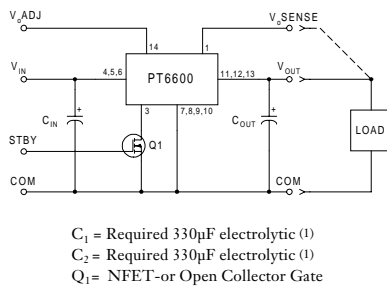 VoADJ
VoSENSE
14
1
VIN
4,5,6
PT6600
11,12,13
VOUT
CIN
+
3
7,8,9,10
COUT
+
LOAD
STBY
Q1
COM
COM
C1 = Required 330µF electrolytic (1)
C2 = Required 330µF electrolytic (1)
Q1= NFET-or Open Collector Gate